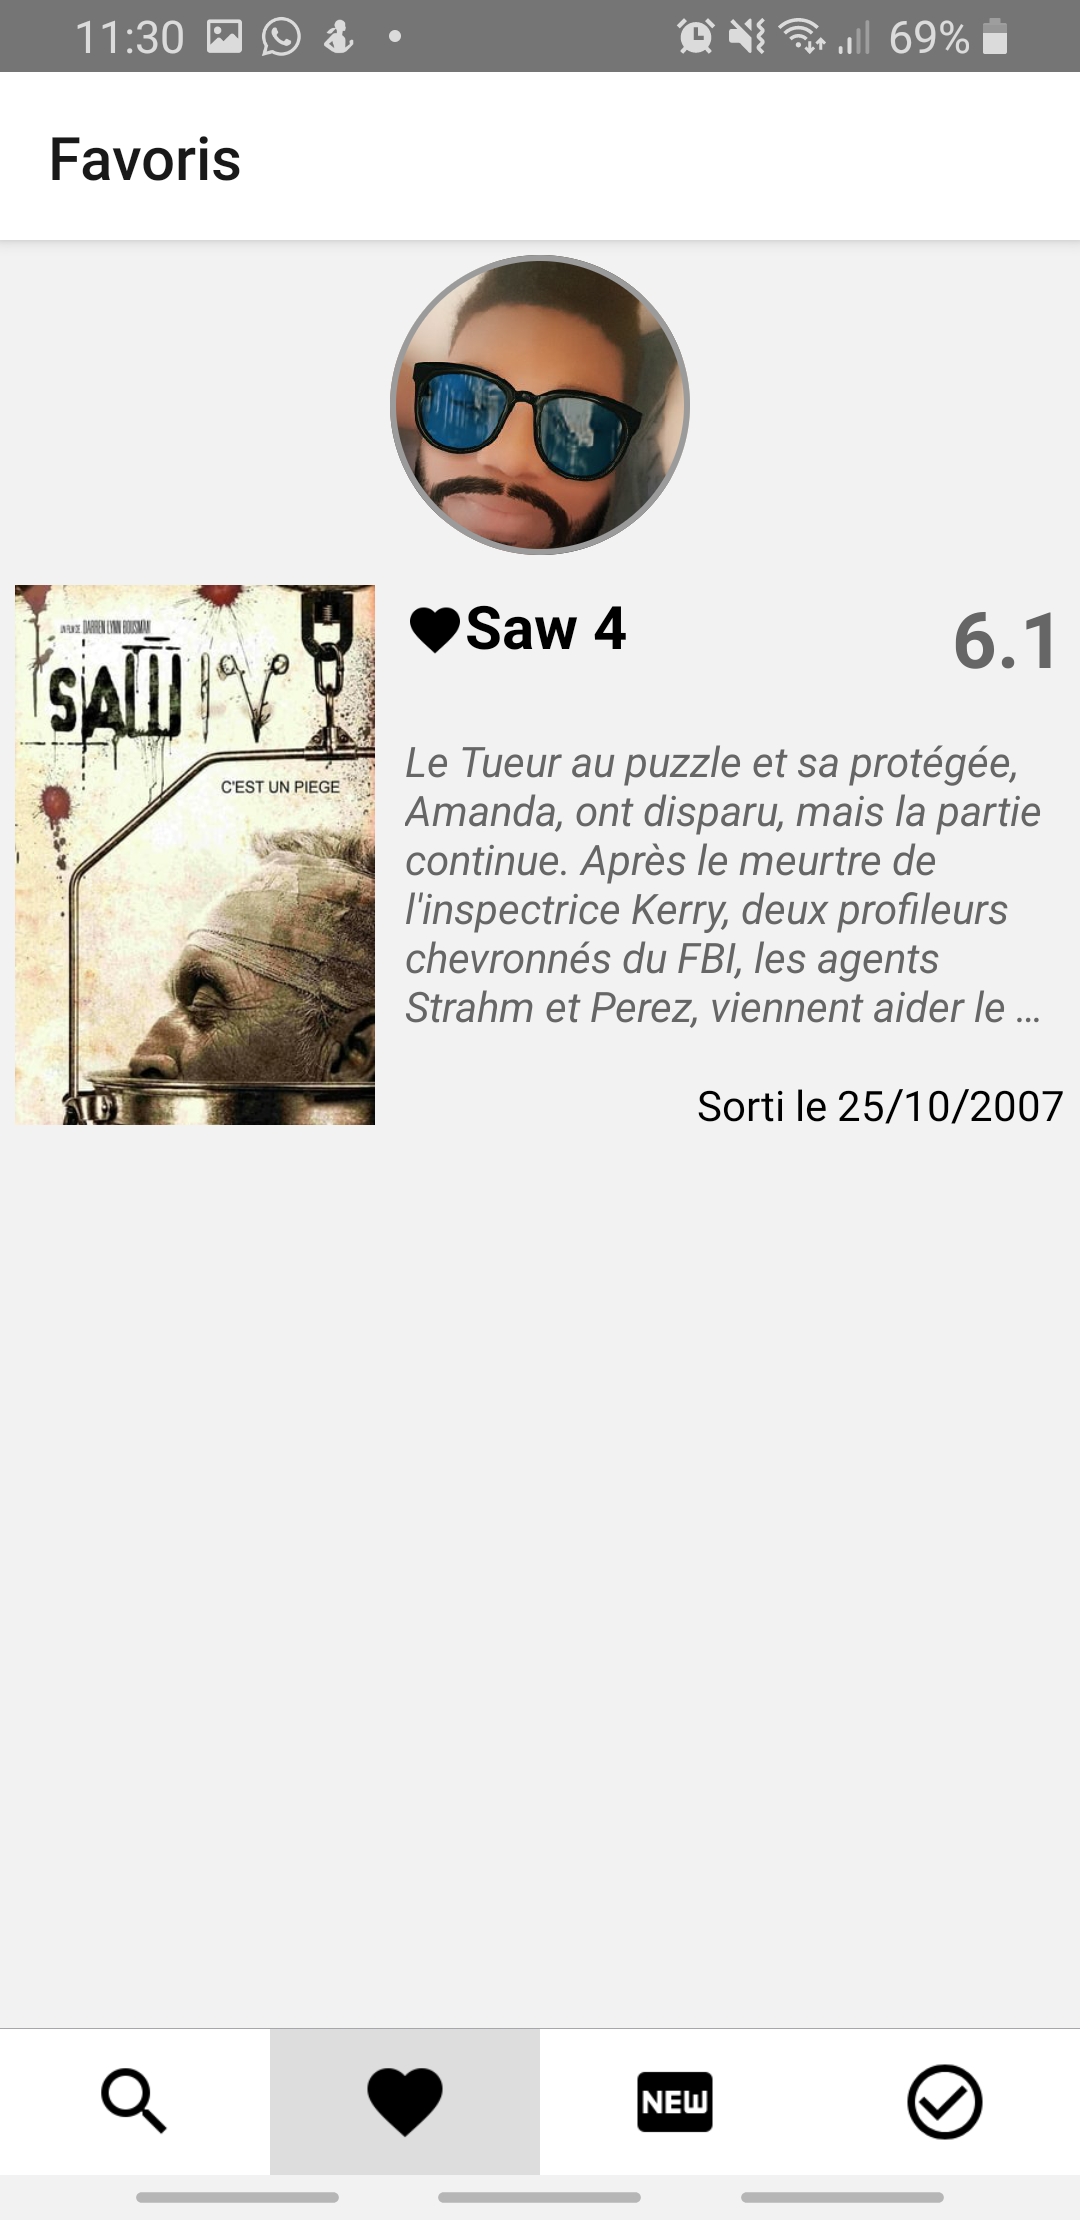 11:30
69%
Favoris
UN FILM DE DARREN LYNN BOUSMAN
SAW IV
C'EST UN PIEGE
Saw 4
6.1
Le Tueur au puzzle et sa protégée,
Amanda, ont disparu, mais la partie
continue. Après le meurtre de
l'inspectrice Kerry, deux profileurs
chevronnés du FBI, les agents
Strahm et Perez, viennent aider le ...
Sorti le 25/10/2007
NEW